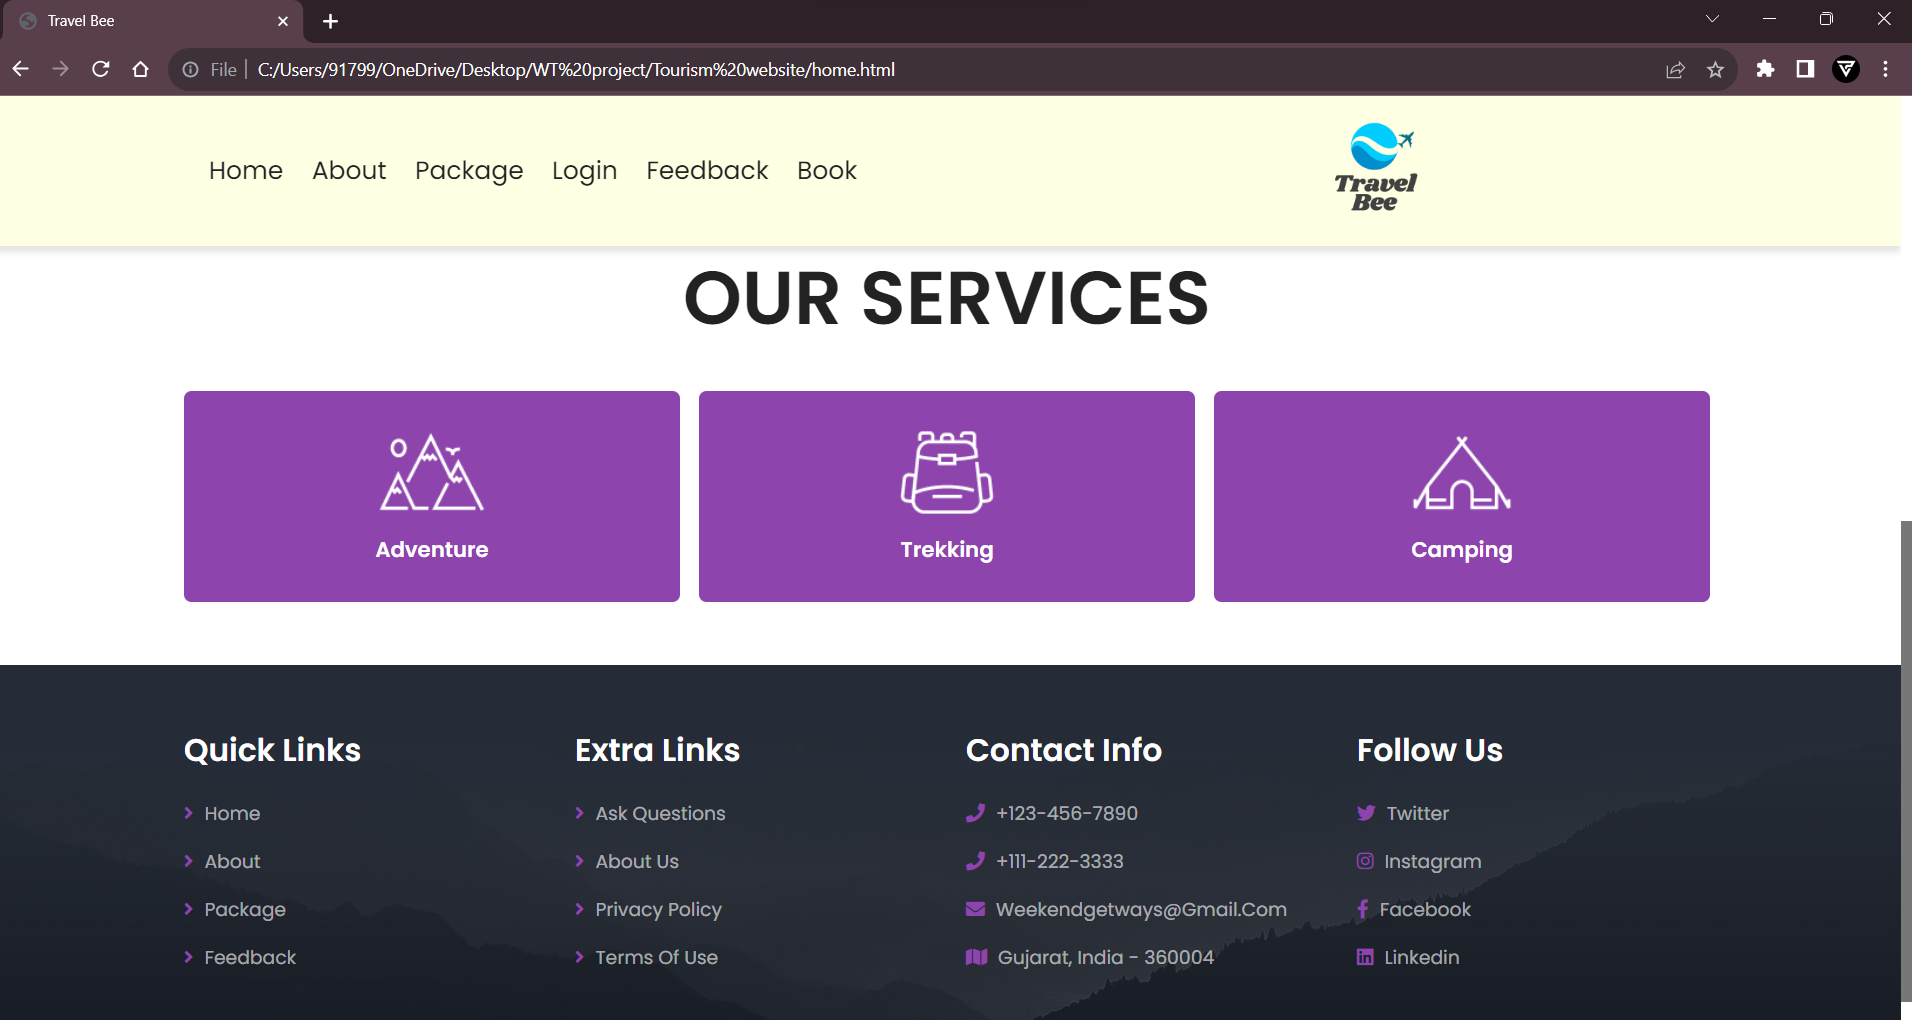 Travel Bee
File
C:/Users/91799/OneDrive/Desktop/WT%20project/Tourism%20website/home.html
Home About Package Login Feedback Book
Travel
Bee
OUR SERVICES
Adventure Trekking Camping
Quick Links
Home
About
Package
Feedback
Extra Links
Ask Questions
About Us
Privacy Policy
Terms Of Use
Contact Info
+123-456-7890
+111-222-3333
Weekendgetways@Gmail.Com
Gujarat, India - 360004
Follow Us
Twitter
Instagram
Facebook
Linkedin